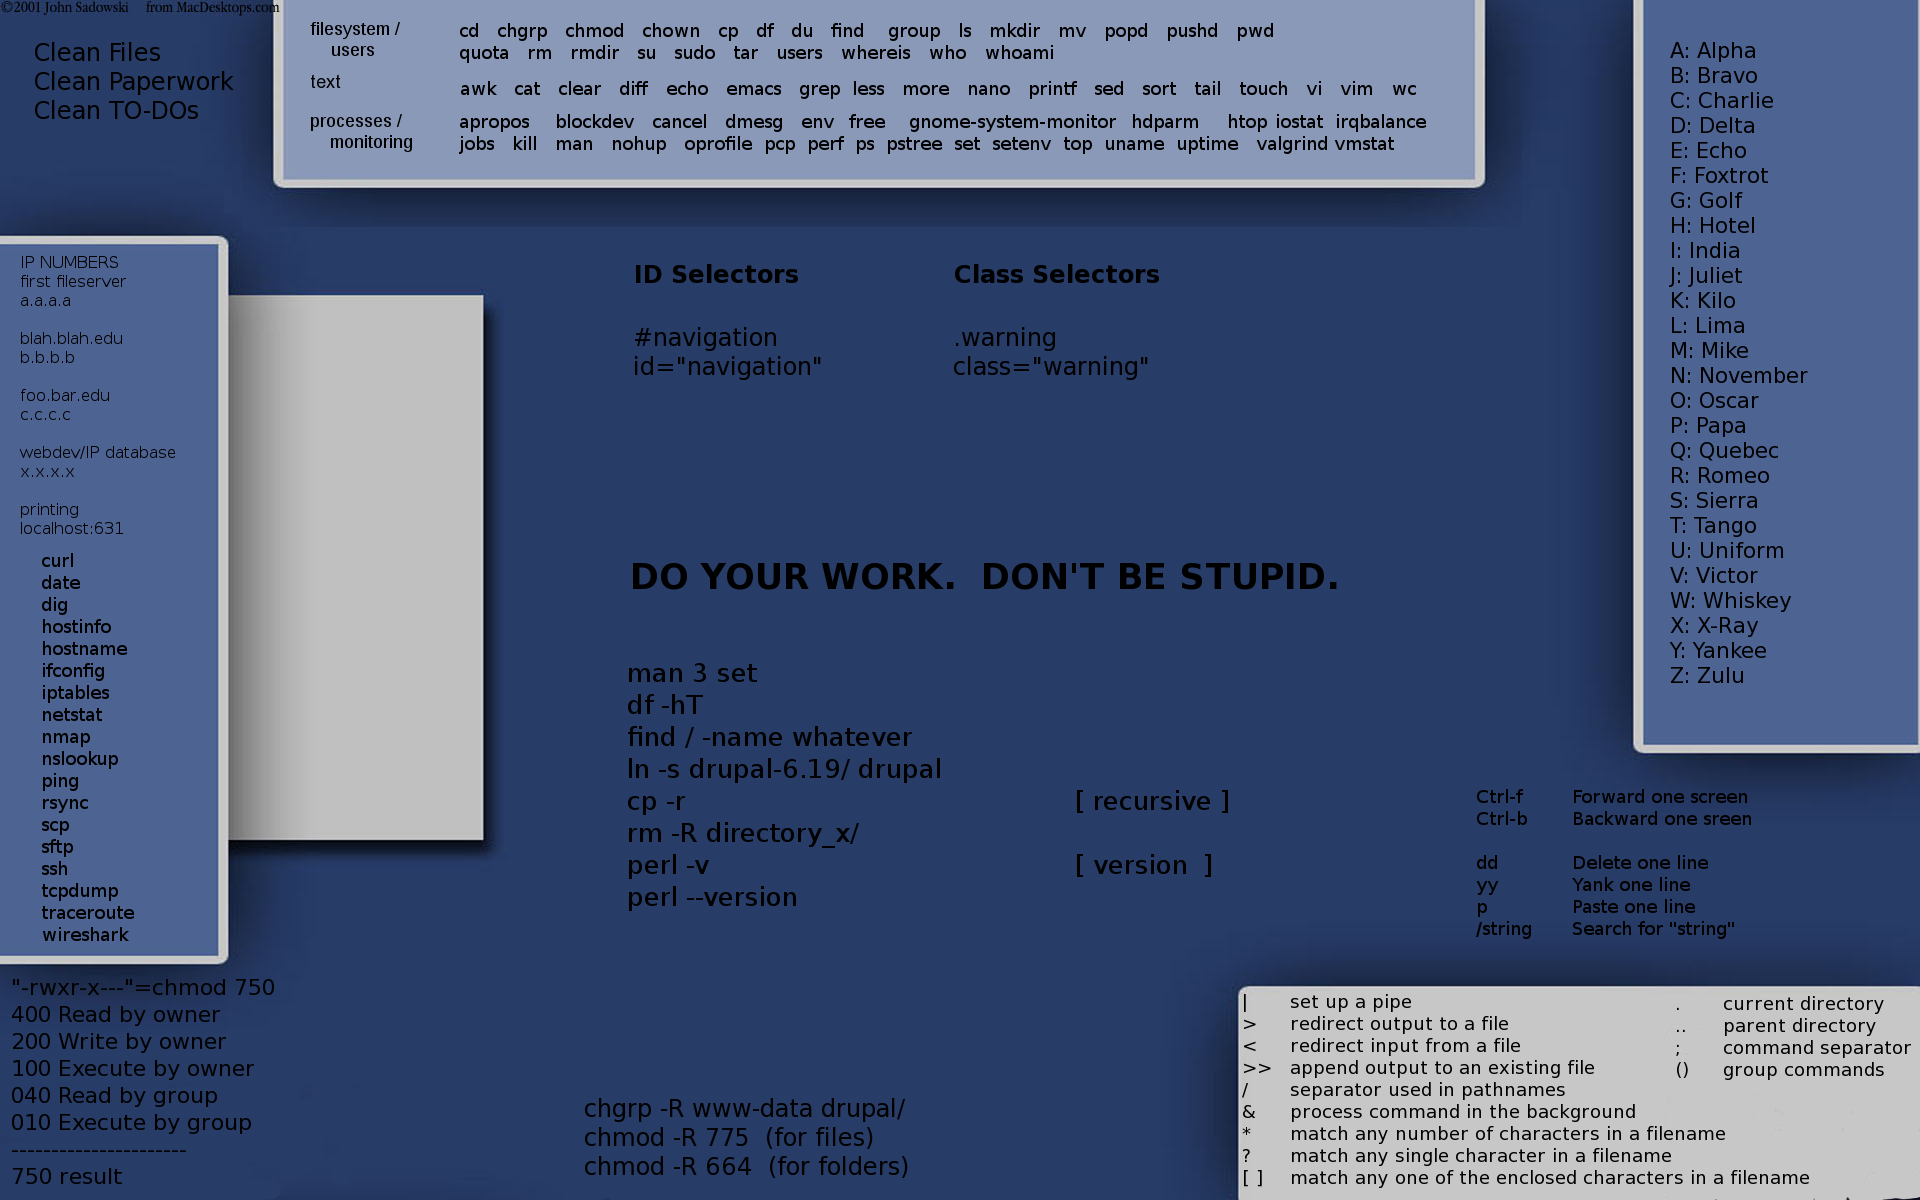 ©2001 John Sadowski from MacDesktops.com
Clean Files
Clean Paperwork
Clean TO-DOs
filesystem /
users
cd chgrp chmod chown cp df du find group ls mkdir mv popd pushd pwd
quota rm rmdir su sudo tar users whereis who whoami
text
awk cat clear diff echo emacs grep less more nano printf sed sort tail touch vi vim wc
processes /
monitoring
apropos blockdev cancel dmesg env free gnome-system-monitor hdparm htop iostat irqbalance
jobs kill man nohup oprofile pcp perf ps pstree set setenv top uname uptime valgrind vmstat
A: Alpha
B: Bravo
C: Charlie
D: Delta
E: Echo
F: Foxtrot
G: Golf
H: Hotel
I: India
J: Juliet
K: Kilo
L: Lima
M: Mike
N: November
O: Oscar
P: Papa
Q: Quebec
R: Romeo
S: Sierra
T: Tango
U: Uniform
V: Victor
W: Whiskey
X: X-Ray
Y: Yankee
Z: Zulu
IP NUMBERS
first fileserver
a.a.a.a
blah.blah.edu
b.b.b.b
foo.bar.edu
c.c.c.c
webdev/IP database
x.x.x.x
printing
localhost:631
curl
date
dig
hostinfo
hostname
ifconfig
iptables
netstat
nmap
nslookup
ping
rsync
scp
sftp
ssh
tcpdump
traceroute
wireshark
ID Selectors
#navigation
id="navigation"
Class Selectors
.warning
class="warning"
DO YOUR WORK. DON'T BE STUPID.
man 3 set
df -hT
find / -name whatever
ln -s drupal-6.19/ drupal
cp -r [ recursive ]
rm -R directory_x/
perl -v [ version ]
perl --version
Ctrl-f Forward one screen
Ctrl-b Backward one sreen
dd Delete one line
yy Yank one line
p Paste one line
/string Search for "string"
"-rwxr-x---"=chmod 750
400 Read by owner
200 Write by owner
100 Execute by owner
040 Read by group
010 Execute by group
----------------------
750 result
chgrp -R www-data drupal/
chmod -R 775 (for files)
chmod -R 664 (for folders)
| set up a pipe
> redirect output to a file
< redirect input from a file
>> append output to an existing file
/ separator used in pathnames
& process command in the background
* match any number of characters in a filename
? match any single character in a filename
[ ] match any one of the enclosed characters in a filename
. current directory
.. parent directory
; command separator
() group commands